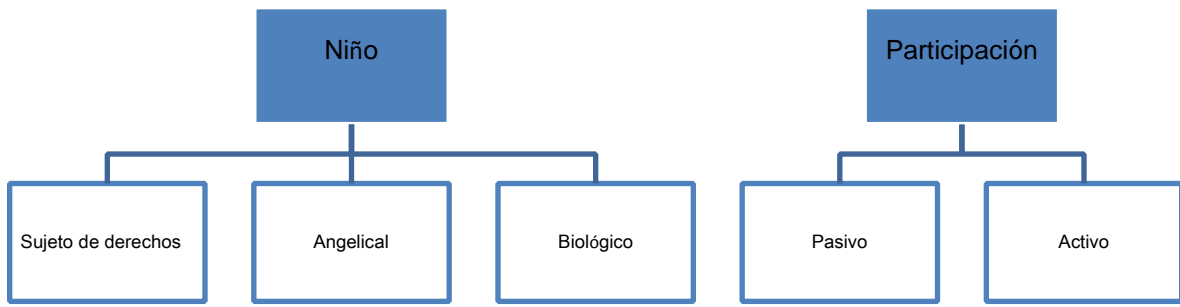 Niño
Participación
Sujeto de derechos
Angelical
Biológico
Pasivo
Activo